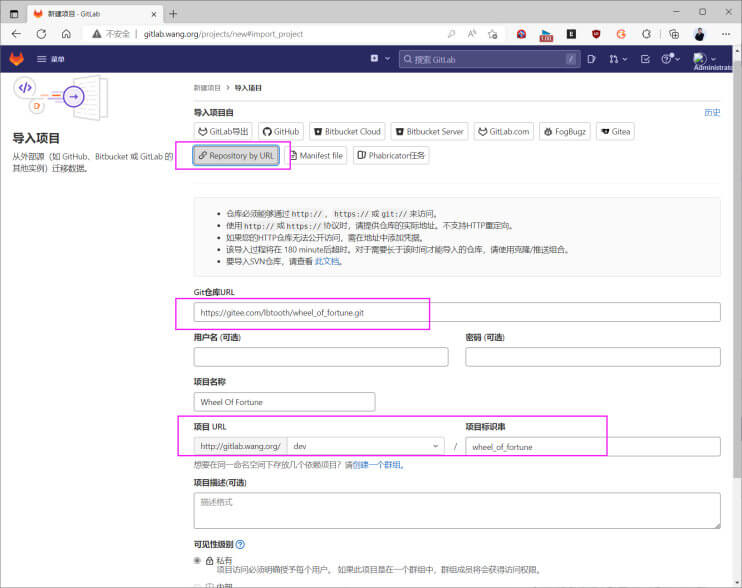 新建项目 · GitLab
不安全 | gitlab.wang.org/projects/new#import_project
菜单
搜索 GitLab
/
Administrator
新建项目 > 导入项目
导入项目
从外部源（如 GitHub、Bitbucket 或 GitLab 的
其他实例）迁移数据。
导入项目自
历史
GitLab导出
GitHub
Bitbucket Cloud
Bitbucket Server
GitLab.com
FogBugz
Gitea
Repository by URL
Manifest file
Phabricator任务
• 仓库必须能够通过 http://， https:// 或 git:// 来访问。
• 使用 http:// 或 https:// 协议时，请提供仓库的实际地址。不支持HTTP重定向。
• 如果您的HTTP仓库无法公开访问，需在地址中添加凭据。
• 该导入过程将在 180 minute后超时。对于需要长于该时间才能导入的仓库，请使用克隆/推送组合。
• 要导入SVN仓库，请查看 此文档。
Git仓库URL
https://gitee.com/lbtooth/wheel_of_fortune.git
用户名 (可选)
密码 (可选)
项目名称
Wheel Of Fortune
项目 URL
项目标识串
http://gitlab.wang.org/
dev
/
wheel_of_fortune
想要在同一命名空间下存放几个依赖项目？请创建一个群组。
项目描述(可选)
描述格式
可见性级别
私有
项目访问必须明确授予每个用户。 如果此项目是在一个群组中，群组成员将会获得访问权限。
内部